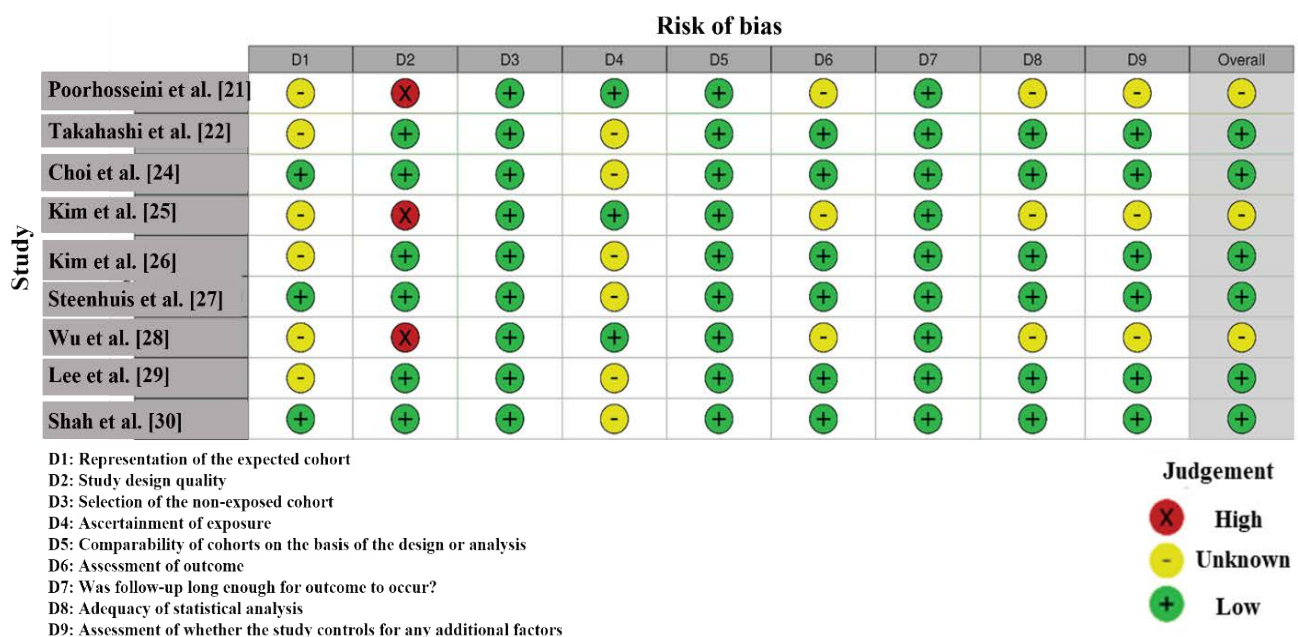 Risk of bias
D1 D2 D3 D4 D5 D6 D7 D8 D9 Overall
Study
Poorhosseini et al. [21] - X + + + - + - - -
Takahashi et al. [22] - + + - + + + + + +
Choi et al. [24] + + + - + + + + + +
Kim et al. [25] - X + + + - + - - -
Kim et al. [26] - + + - + + + + + +
Steenhuis et al. [27] + + + - + + + + + +
Wu et al. [28] - X + + + - + - - -
Lee et al. [29] - + + - + + + + + +
Shah et al. [30] + + + - + + + + + +
D1: Representation of the expected cohort
D2: Study design quality
D3: Selection of the non-exposed cohort
D4: Ascertainment of exposure
D5: Comparability of cohorts on the basis of the design or analysis
D6: Assessment of outcome
D7: Was follow-up long enough for outcome to occur?
D8: Adequacy of statistical analysis
D9: Assessment of whether the study controls for any additional factors
Judgement
X High
- Unknown
+ Low